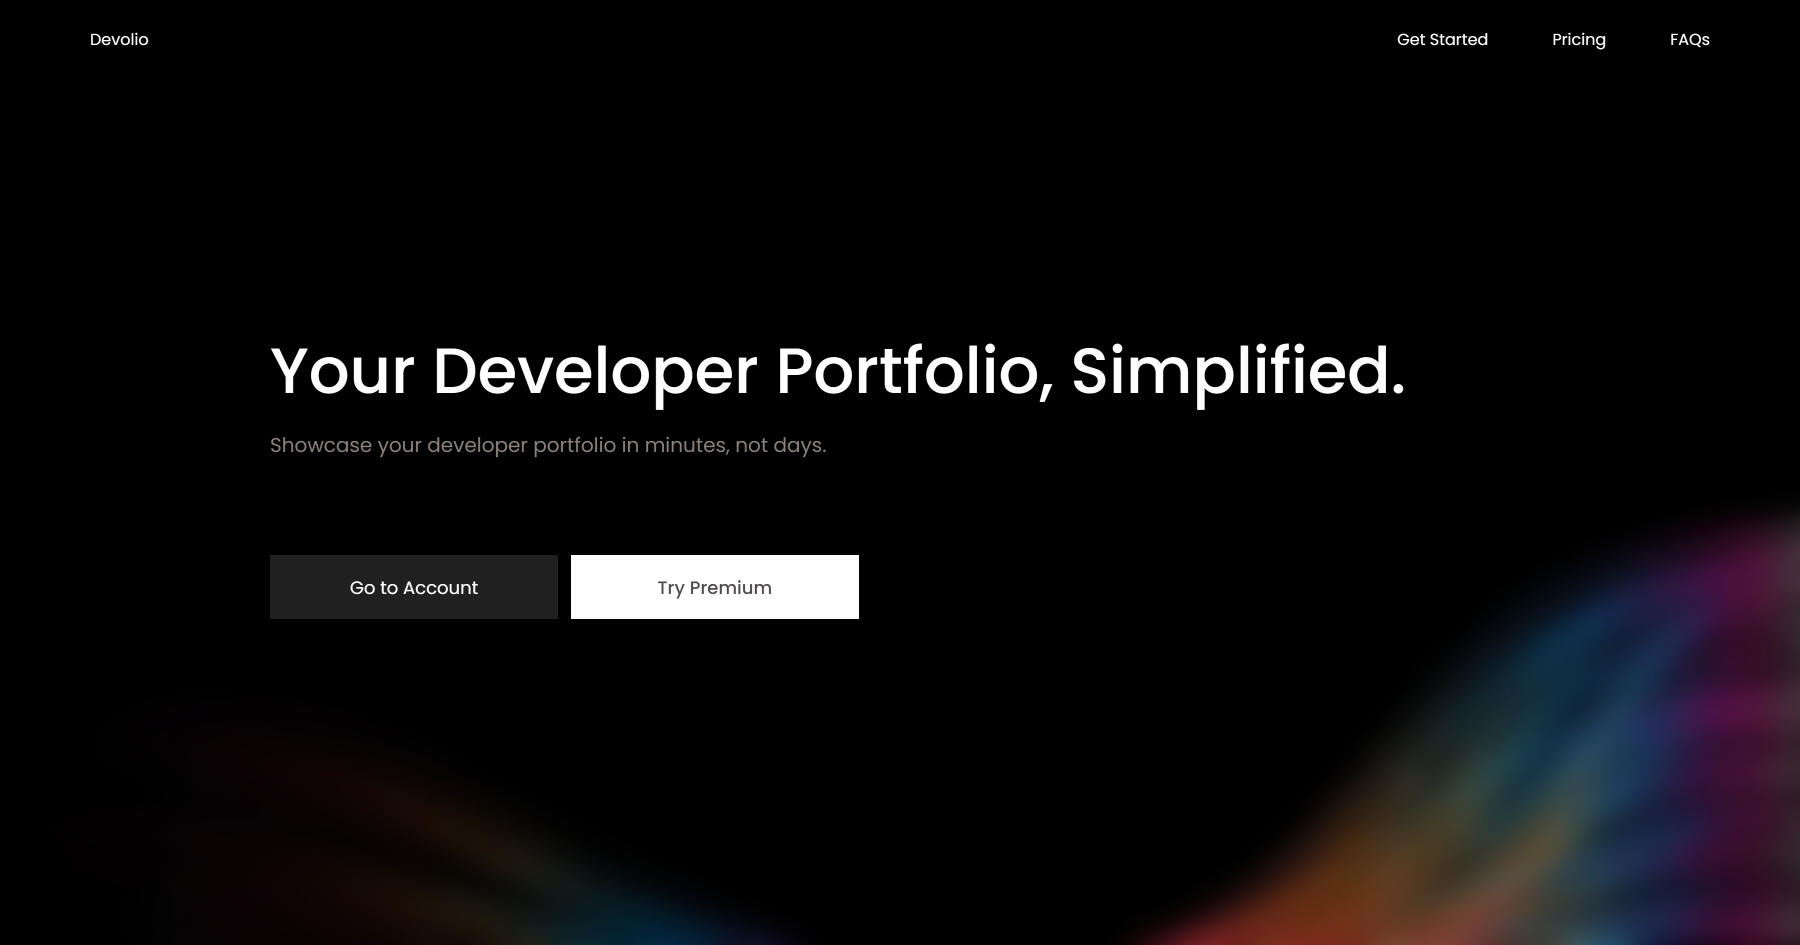 Devolio
Get Started
Pricing
FAQs
Your Developer Portfolio, Simplified.
Showcase your developer portfolio in minutes, not days.
Go to Account
Try Premium